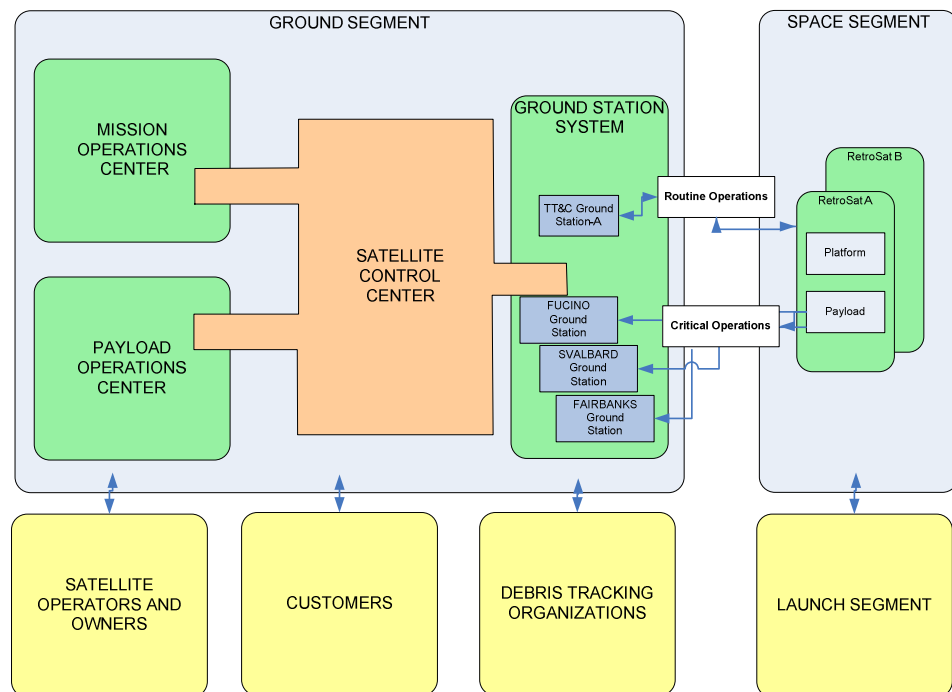 GROUND SEGMENT
SPACE SEGMENT
MISSION
OPERATIONS
CENTER
GROUND STATION
SYSTEM
RetroSat B
Routine Operations
RetroSat A
TT&C Ground
Station-A
Platform
SATELLITE
CONTROL
CENTER
FUCINO
Ground
Station
Critical Operations
Payload
PAYLOAD
OPERATIONS
CENTER
SVALBARD
Ground
Station
FAIRBANKS
Ground
Station
SATELLITE
OPERATORS AND
OWNERS
CUSTOMERS
DEBRIS TRACKING
ORGANIZATIONS
LAUNCH SEGMENT